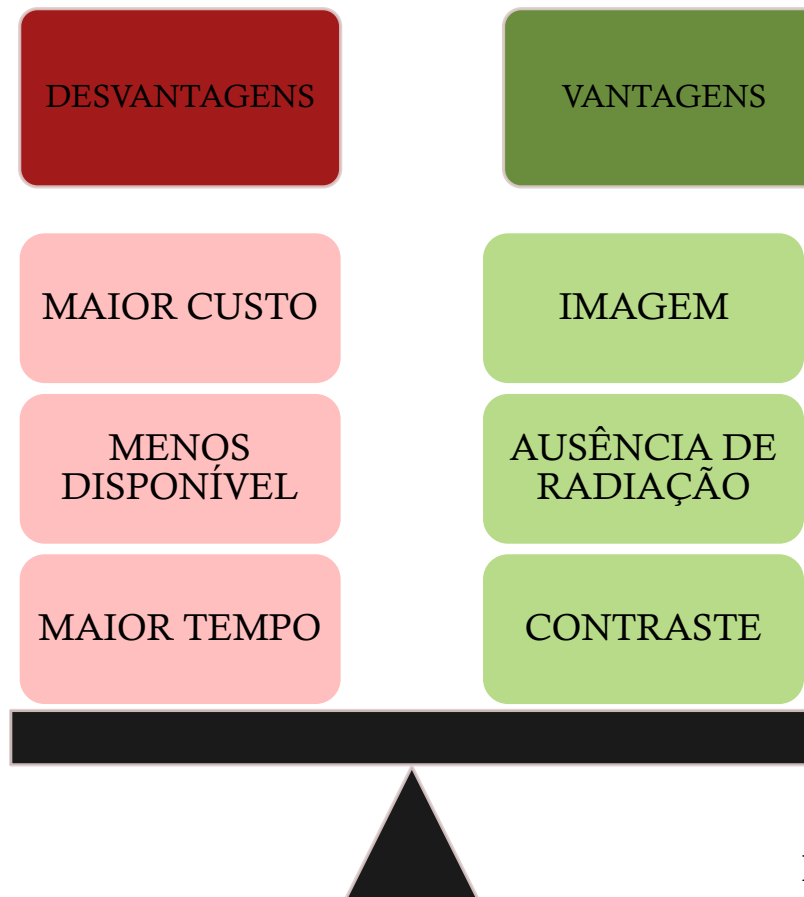 DESVANTAGENS
VANTAGENS
MAIOR CUSTO
IMAGEM
MENOS
DISPONÍVEL
AUSÊNCIA DE
RADIAÇÃO
MAIOR TEMPO
CONTRASTE